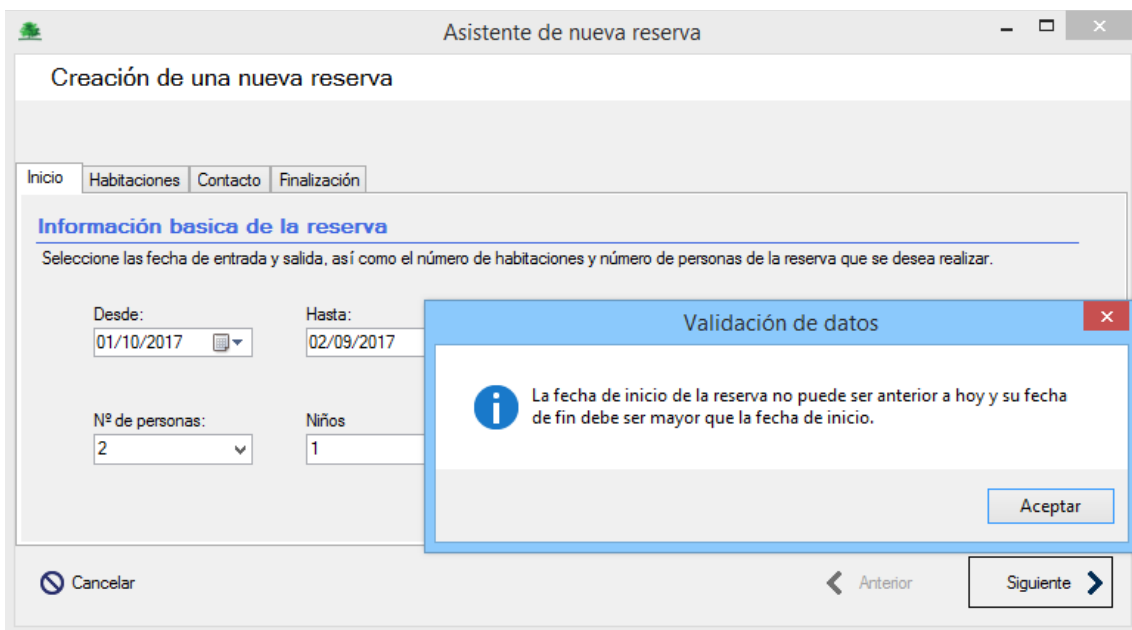 Asistente de nueva reserva
Creación de una nueva reserva
Inicio Habitaciones Contacto Finalización
Información basica de la reserva
Seleccione las fecha de entrada y salida, así como el número de habitaciones y número de personas de la reserva que se desea realizar.
Desde: Hasta:
01/10/2017 02/09/2017
Nº de personas: Niños
2 1
Validación de datos
La fecha de inicio de la reserva no puede ser anterior a hoy y su fecha
de fin debe ser mayor que la fecha de inicio.
Aceptar
Cancelar Anterior Siguiente